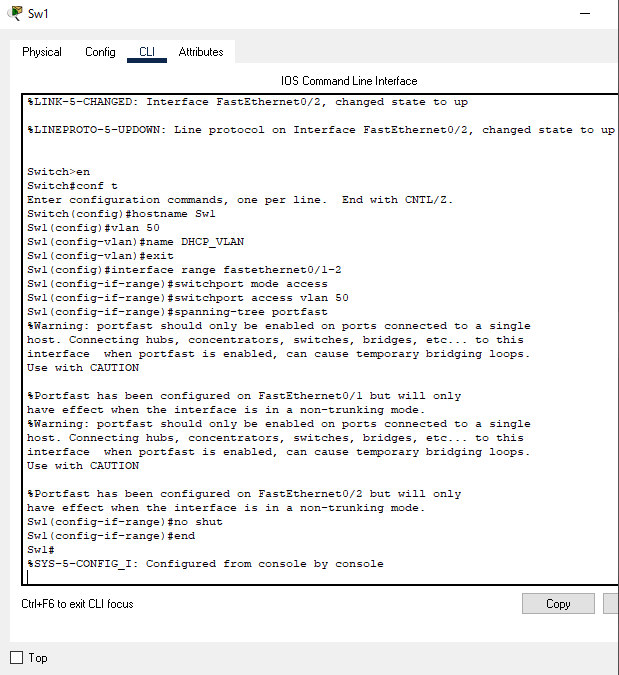 Sw1
Physical Config CLI Attributes
IOS Command Line Interface
%LINK-5-CHANGED: Interface FastEthernet0/2, changed state to up
%LINEPROTO-5-UPDOWN: Line protocol on Interface FastEthernet0/2, changed state to up
Switch>en
Switch#conf t
Enter configuration commands, one per line.  End with CNTL/Z.
Switch(config)#hostname Sw1
Sw1(config)#vlan 50
Sw1(config-vlan)#name DHCP_VLAN
Sw1(config-vlan)#exit
Sw1(config)#interface range fastethernet0/1-2
Sw1(config-if-range)#switchport mode access
Sw1(config-if-range)#switchport access vlan 50
Sw1(config-if-range)#spanning-tree portfast
%Warning: portfast should only be enabled on ports connected to a single
host. Connecting hubs, concentrators, switches, bridges, etc... to this
interface  when portfast is enabled, can cause temporary bridging loops.
Use with CAUTION
%Portfast has been configured on FastEthernet0/1 but will only
have effect when the interface is in a non-trunking mode.
%Warning: portfast should only be enabled on ports connected to a single
host. Connecting hubs, concentrators, switches, bridges, etc... to this
interface  when portfast is enabled, can cause temporary bridging loops.
Use with CAUTION
%Portfast has been configured on FastEthernet0/2 but will only
have effect when the interface is in a non-trunking mode.
Sw1(config-if-range)#no shut
Sw1(config-if-range)#end
Sw1#
%SYS-5-CONFIG_I: Configured from console by console
Ctrl+F6 to exit CLI focus
Copy
Top